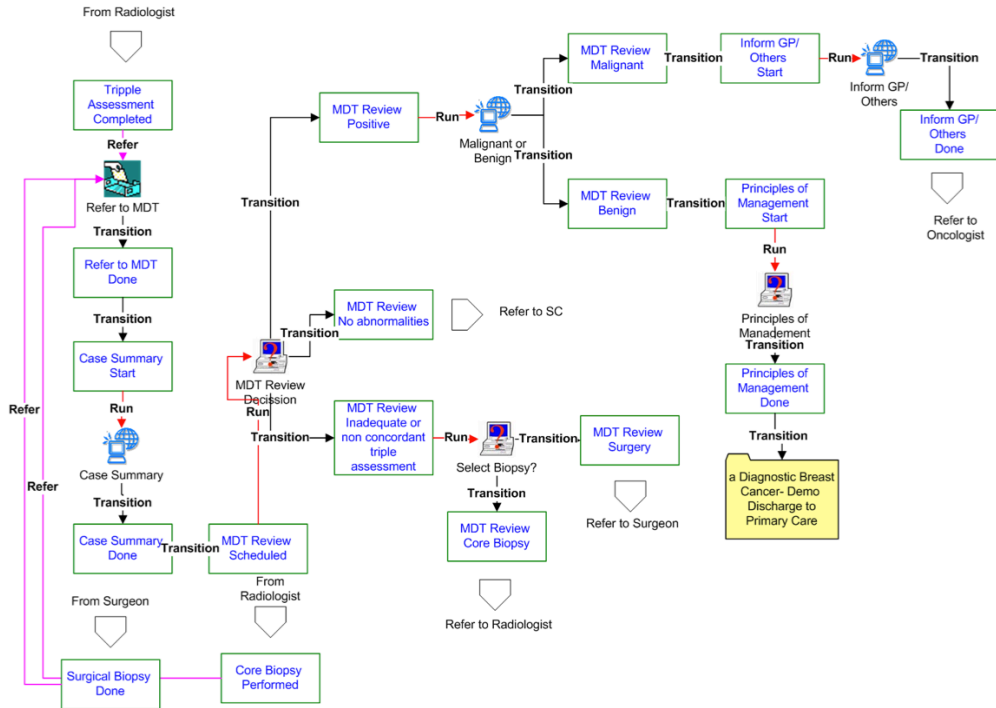 From Radiologist
Tripple
Assessment
Completed
Refer
Refer to MDT
Transition
Refer to MDT
Done
Transition
Case Summary
Start
Run
Case Summary
Transition
Case Summary
Done
Transition
MDT Review
Scheduled
Refer
Refer
From Surgeon
Surgical Biopsy
Done
From
Radiologist
Core Biopsy
Performed
Run
MDT Review
Decission
Transition
MDT Review
Positive
Run
Malignant or
Benign
Transition
MDT Review
Malignant
Transition
Inform GP/
Others
Start
Run
Inform GP/
Others
Transition
Inform GP/
Others
Done
Refer to
Oncologist
Transition
MDT Review
Benign
Transition
Principles of
Management
Start
Run
Principles of
Management
Transition
Principles of
Management
Done
Transition
a Diagnostic Breast
Cancer- Demo
Discharge to
Primary Care
Transition
MDT Review
No abnormalities
Refer to SC
Transition
MDT Review
Inadequate or
non concordant
triple
assessment
Run
Select Biopsy?
Transition
MDT Review
Surgery
Refer to Surgeon
Transition
MDT Review
Core Biopsy
Refer to Radiologist